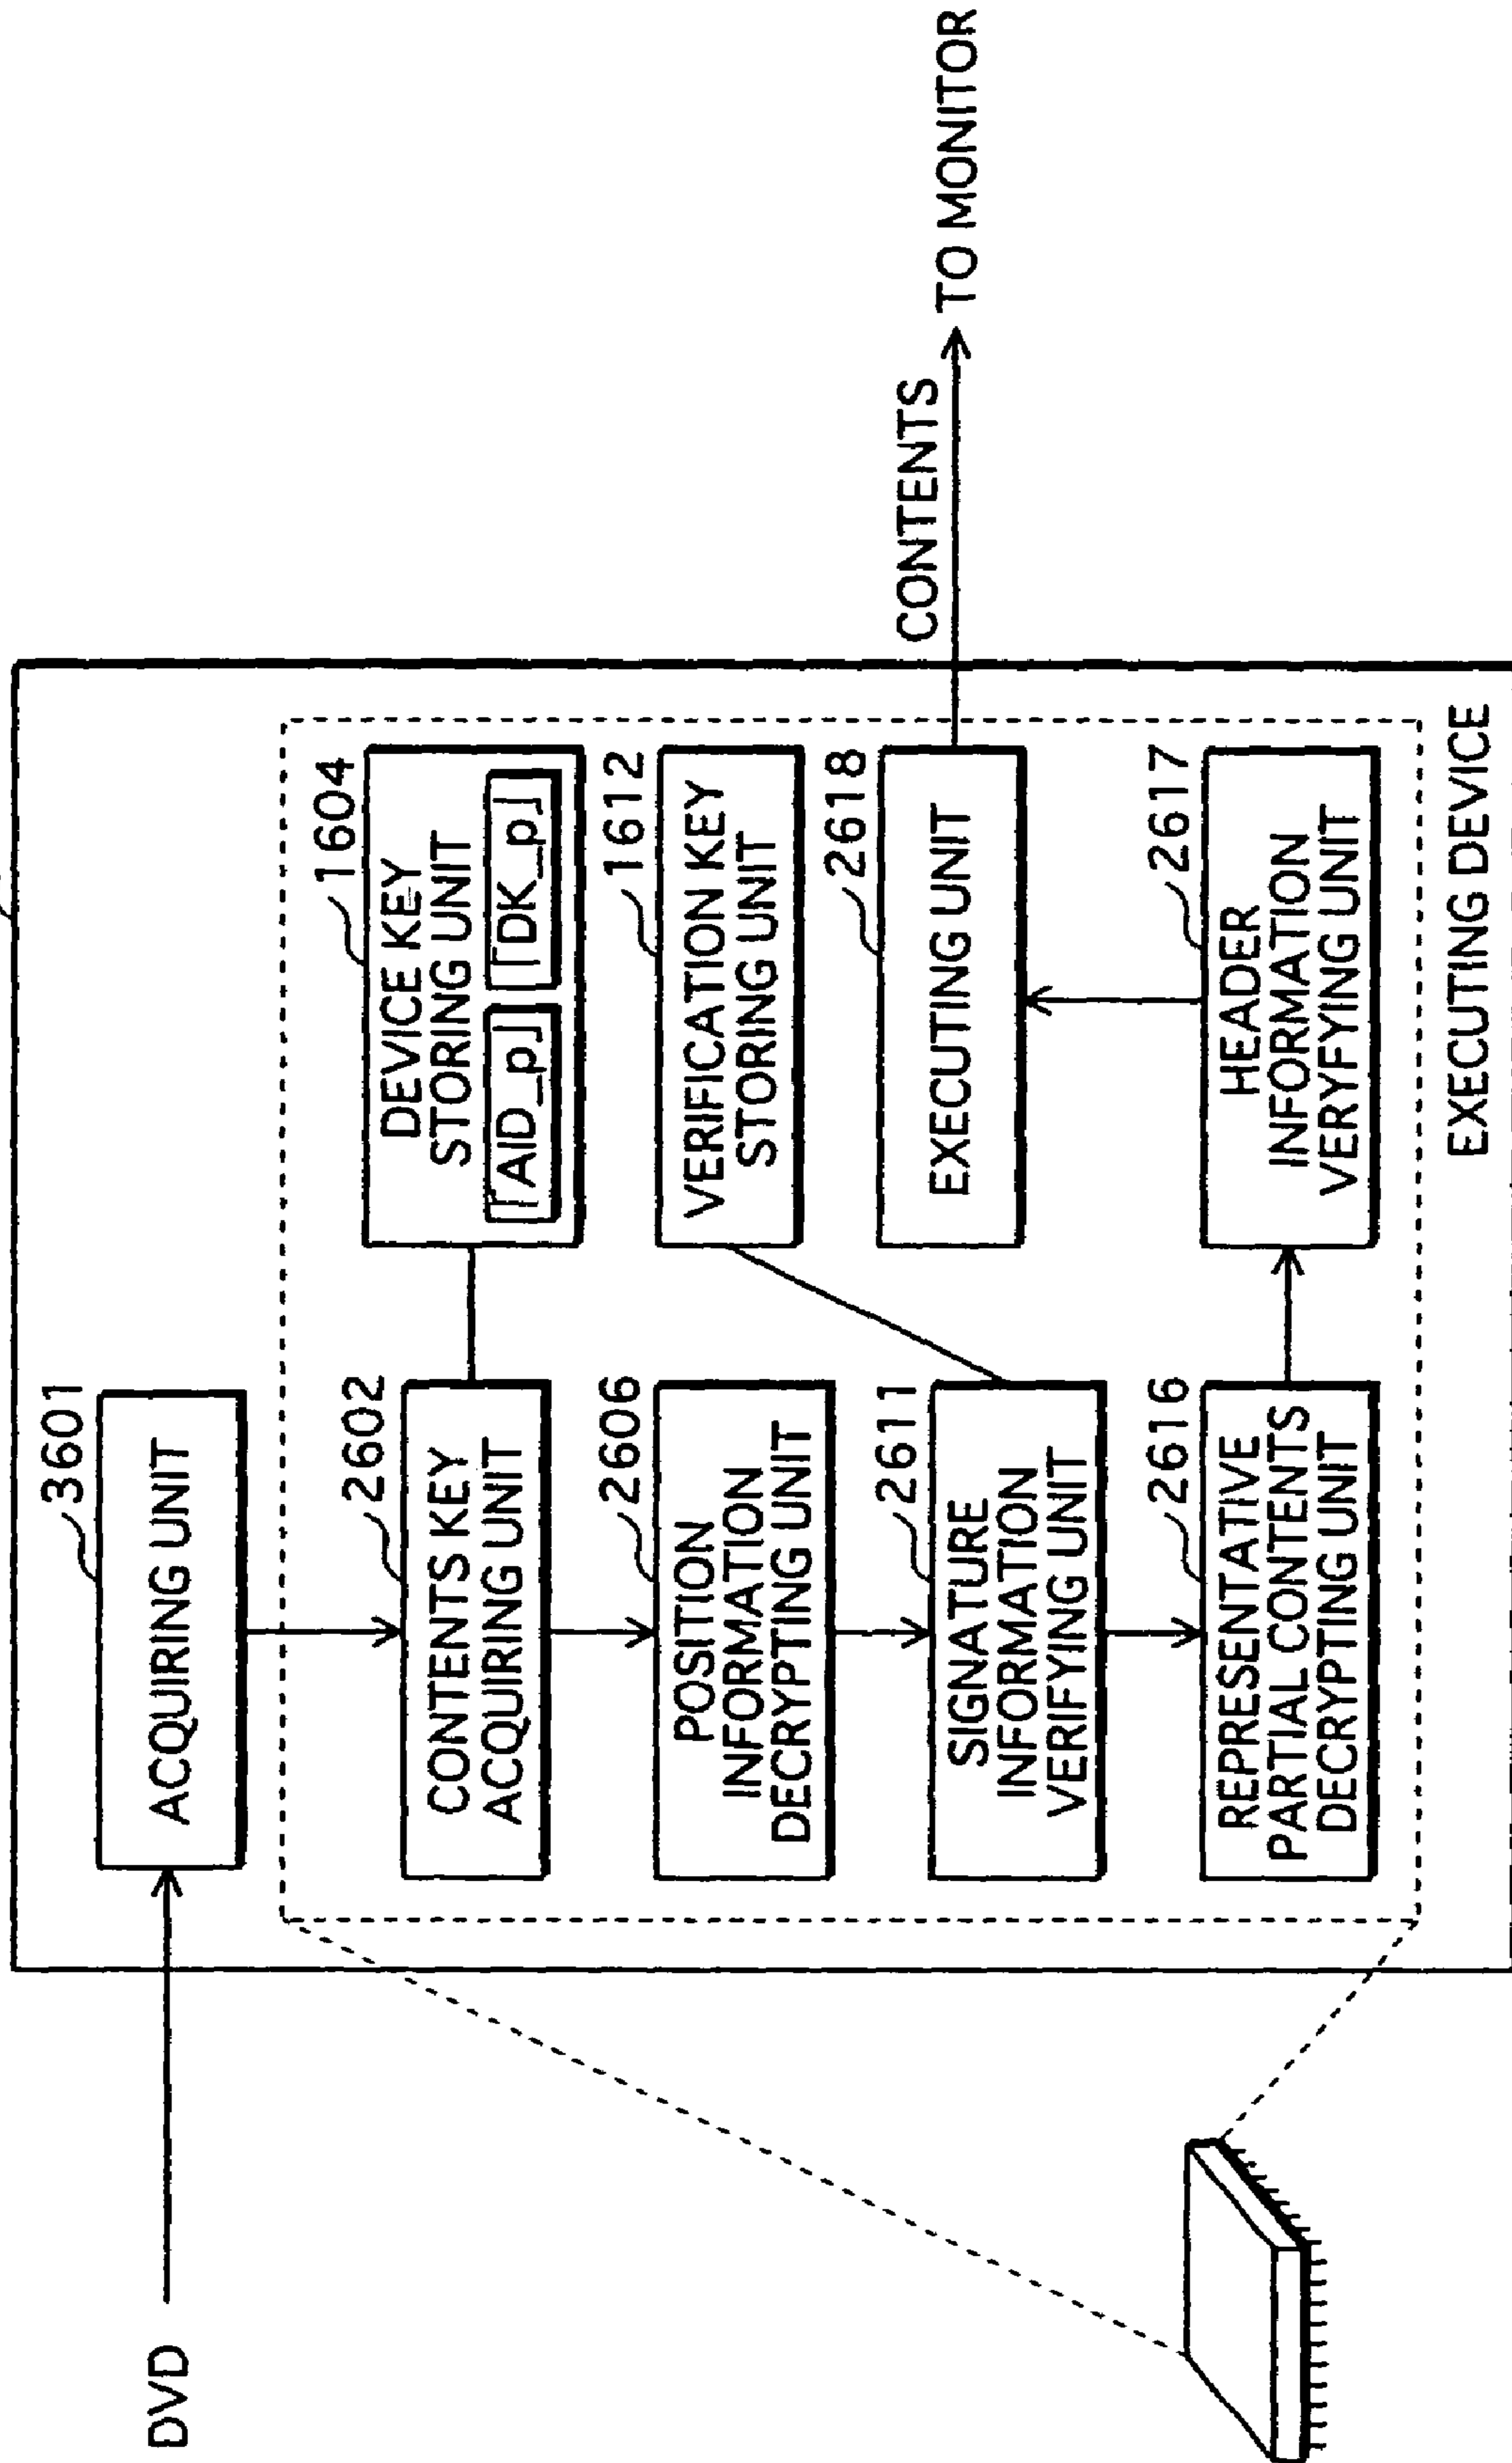 DVD
3601
ACQUIRING UNIT
2602
CONTENTS KEY
ACQUIRING UNIT
1604
DEVICE KEY
STORING UNIT
「AID_p」
「DK_p」
2606
POSITION
INFORMATION
DECRYPTING UNIT
1612
VERIFICATION KEY
STORING UNIT
2611
SIGNATURE
INFORMATION
VERIFYING UNIT
2618
EXECUTING UNIT
CONTENTS
TO MONITOR
2616
REPRESENTATIVE
PARTIAL CONTENTS
DECRYPTING UNIT
2617
HEADER
INFORMATION
VERYFYING UNIT
EXECUTING DEVICE